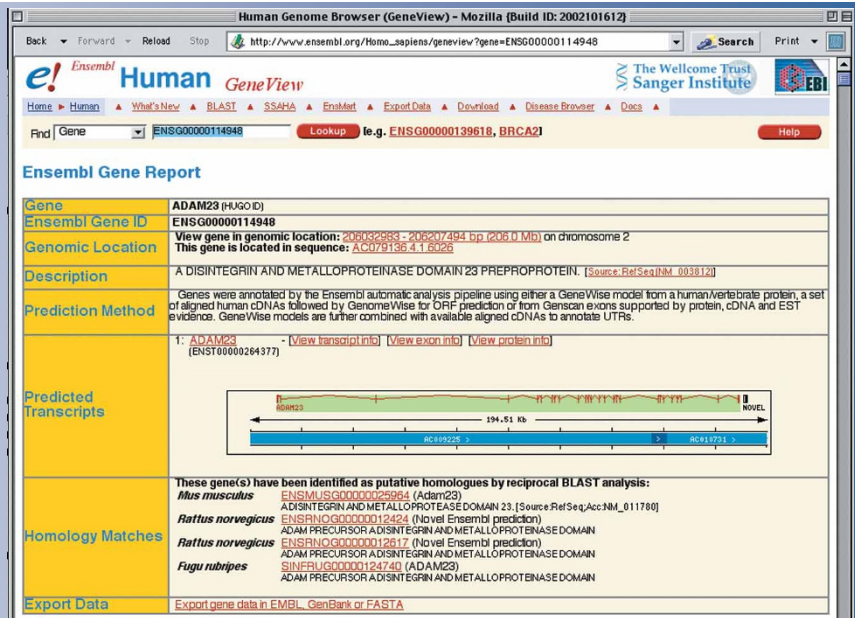 Human Genome Browser (GeneView) - Mozilla {Build ID: 2002101612}
Back Forward Reload Stop http://www.ensembl.org/Homo_sapiens/geneview?gene=ENSG00000114948 Search Print
e! Ensembl Human GeneView The Wellcome Trust Sanger Institute EBI
Home Human What's New BLAST SSAHA EnsMart Export Data Download Disease Browser Docs
Find Gene ENSG00000114948 Lookup [e.g. ENSG00000139618, BRCA2] Help
Ensembl Gene Report
Gene ADAM23 (HUGO ID)
Ensembl Gene ID ENSG00000114948
Genomic Location View gene in genomic location: 206032983 - 206207494 bp (206.0 Mb) on chromosome 2
This gene is located in sequence: AC079136.4.1.6026
Description A DISINTEGRIN AND METALLOPROTEINASE DOMAIN 23 PREPROPROTEIN. [Source:RefSeq(NM_003812)]
Prediction Method Genes were annotated by the Ensembl automatic analysis pipeline using either a GeneWise model from a human/vertebrate protein, a set
of aligned human cDNAs followed by GenomeWise for ORF prediction or from Genscan exons supported by protein, cDNA and EST
evidence. GeneWise models are further combined with available aligned cDNAs to annotate UTRs.
Predicted Transcripts 1: ADAM23 - [View transcript info] [View exon info] [View protein info]
(ENST00000264377)
ADAM23 NOVEL
194.51 Kb
AC009225 > > AC010731 >
Homology Matches These gene(s) have been identified as putative homologues by reciprocal BLAST analysis:
Mus musculus ENSMUSG00000025964 (Adam23)
A DISINTEGRIN AND METALLOPROTEASE DOMAIN 23. [Source:RefSeq;Acc:NM_011780]
Rattus norvegicus ENSRNOG00000012424 (Novel Ensembl prediction)
ADAM PRECURSOR A DISINTEGRIN AND METALLOPROTEINASE DOMAIN
Rattus norvegicus ENSRNOG00000012617 (Novel Ensembl prediction)
ADAM PRECURSOR A DISINTEGRIN AND METALLOPROTEINASE DOMAIN
Fugu rubripes SINFRUG00000124740 (ADAM23)
ADAM PRECURSOR A DISINTEGRIN AND METALLOPROTEINASE DOMAIN
Export Data Export gene data in EMBL, GenBank or FASTA